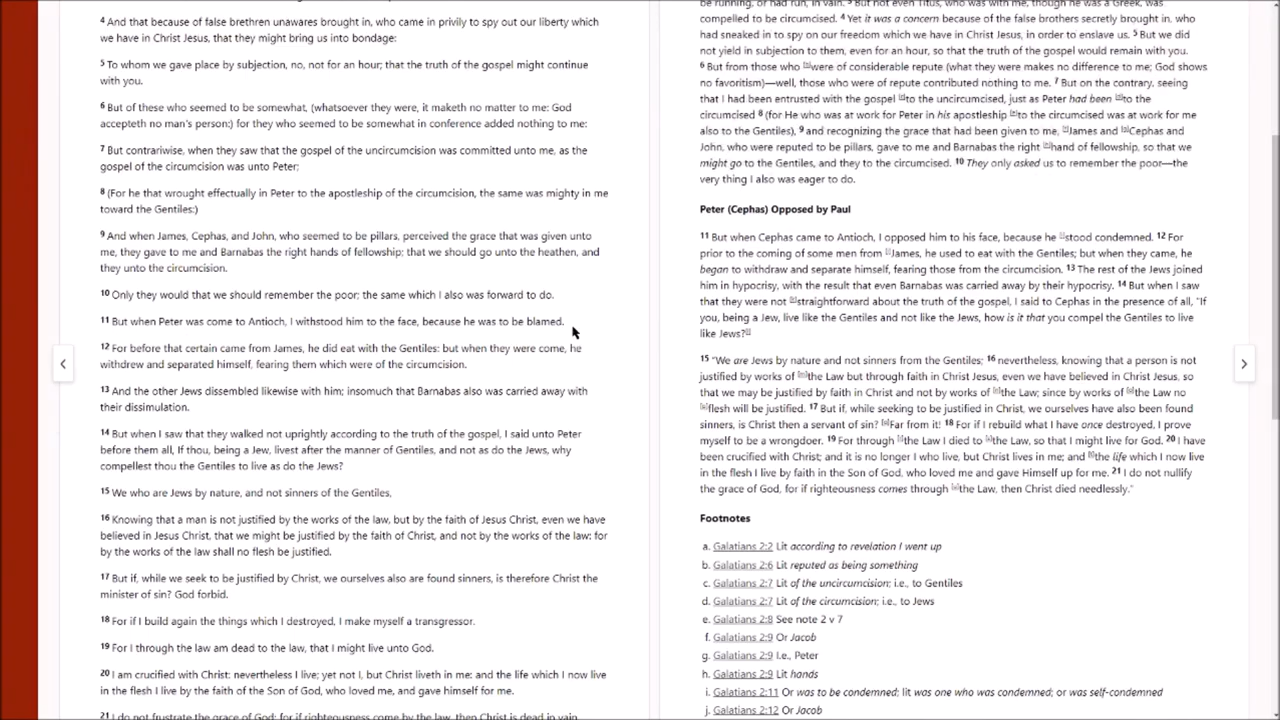 4 And that because of false brethren unawares brought in, who came in privily to spy out our liberty which
we have in Christ Jesus, that they might bring us into bondage:
5 To whom we gave place by subjection, no, not for an hour; that the truth of the gospel might continue
with you.
6 But of these who seemed to be somewhat, (whatsoever they were, it maketh no matter to me: God
accepteth no man's person:) for they who seemed to be somewhat in conference added nothing to me:
7 But contrariwise, when they saw that the gospel of the uncircumcision was committed unto me, as the
gospel of the circumcision was unto Peter;
8 (For he that wrought effectually in Peter to the apostleship of the circumcision, the same was mighty in me
toward the Gentiles:)
9 And when James, Cephas, and John, who seemed to be pillars, perceived the grace that was given unto
me, they gave to me and Barnabas the right hands of fellowship; that we should go unto the heathen, and
they unto the circumcision.
10 Only they would that we should remember the poor; the same which I also was forward to do.
11 But when Peter was come to Antioch, I withstood him to the face, because he was to be blamed.
12 For before that certain came from James, he did eat with the Gentiles: but when they were come, he
withdrew and separated himself, fearing them which were of the circumcision.
13 And the other Jews dissembled likewise with him; insomuch that Barnabas also was carried away with
their dissimulation.
14 But when I saw that they walked not uprightly according to the truth of the gospel, I said unto Peter
before them all, If thou, being a Jew, livest after the manner of Gentiles, and not as do the Jews, why
compellest thou the Gentiles to live as do the Jews?
15 We who are Jews by nature, and not sinners of the Gentiles,
16 Knowing that a man is not justified by the works of the law, but by the faith of Jesus Christ, even we have
believed in Jesus Christ, that we might be justified by the faith of Christ, and not by the works of the law: for
by the works of the law shall no flesh be justified.
17 But if, while we seek to be justified by Christ, we ourselves also are found sinners, is therefore Christ the
minister of sin? God forbid.
18 For if I build again the things which I destroyed, I make myself a transgressor.
19 For I through the law am dead to the law, that I might live unto God.
20 I am crucified with Christ: nevertheless I live; yet not I, but Christ liveth in me: and the life which I now live
in the flesh I live by the faith of the Son of God, who loved me, and gave himself for me.
21 I do not frustrate the grace of God: for if righteousness come by the law, then Christ is dead in vain.
be running, or had run, in vain. 3 But not even Titus, who was with me, though he was a Greek, was
compelled to be circumcised. 4 Yet it was a concern because of the false brothers secretly brought in, who
had sneaked in to spy on our freedom which we have in Christ Jesus, in order to enslave us. 5 But we did
not yield in subjection to them, even for an hour, so that the truth of the gospel would remain with you.
6 But from those who [b]were of considerable repute (what they were makes no difference to me; God shows
no favoritism)—well, those who were of repute contributed nothing to me. 7 But on the contrary, seeing
that I had been entrusted with the gospel [c]to the uncircumcised, just as Peter had been [d]to the
circumcised 8 (for He who was at work for Peter in his apostleship [e]to the circumcised was at work for me
also to the Gentiles), 9 and recognizing the grace that had been given to me, [f]James and [g]Cephas and
John, who were reputed to be pillars, gave to me and Barnabas the right [h]hand of fellowship, so that we
might go to the Gentiles, and they to the circumcised. 10 They only asked us to remember the poor—the
very thing I also was eager to do.
Peter (Cephas) Opposed by Paul
11 But when Cephas came to Antioch, I opposed him to his face, because he [i]stood condemned. 12 For
prior to the coming of some men from [j]James, he used to eat with the Gentiles; but when they came, he
began to withdraw and separate himself, fearing those from the circumcision. 13 The rest of the Jews joined
him in hypocrisy, with the result that even Barnabas was carried away by their hypocrisy. 14 But when I saw
that they were not [k]straightforward about the truth of the gospel, I said to Cephas in the presence of all, "If
you, being a Jew, live like the Gentiles and not like the Jews, how is it that you compel the Gentiles to live
like Jews?[l]
15 "We are Jews by nature and not sinners from the Gentiles; 16 nevertheless, knowing that a person is not
justified by works of [m]the Law but through faith in Christ Jesus, even we have believed in Christ Jesus, so
that we may be justified by faith in Christ and not by works of [n]the Law; since by works of [o]the Law no
[p]flesh will be justified. 17 But if, while seeking to be justified in Christ, we ourselves have also been found
sinners, is Christ then a servant of sin? [q]Far from it! 18 For if I rebuild what I have once destroyed, I prove
myself to be a wrongdoer. 19 For through [r]the Law I died to [s]the Law, so that I might live for God. 20 I have
been crucified with Christ; and it is no longer I who live, but Christ lives in me; and [t]the life which I now live
in the flesh I live by faith in the Son of God, who loved me and gave Himself up for me. 21 I do not nullify
the grace of God, for if righteousness comes through [u]the Law, then Christ died needlessly."
Footnotes
a. Galatians 2:2 Lit according to revelation I went up
b. Galatians 2:6 Lit reputed as being something
c. Galatians 2:7 Lit of the uncircumcision; i.e., to Gentiles
d. Galatians 2:7 Lit of the circumcision; i.e., to Jews
e. Galatians 2:8 See note 2 v 7
f. Galatians 2:9 Or Jacob
g. Galatians 2:9 I.e., Peter
h. Galatians 2:9 Lit hands
i. Galatians 2:11 Or was to be condemned; lit was one who was condemned; or was self-condemned
j. Galatians 2:12 Or Jacob